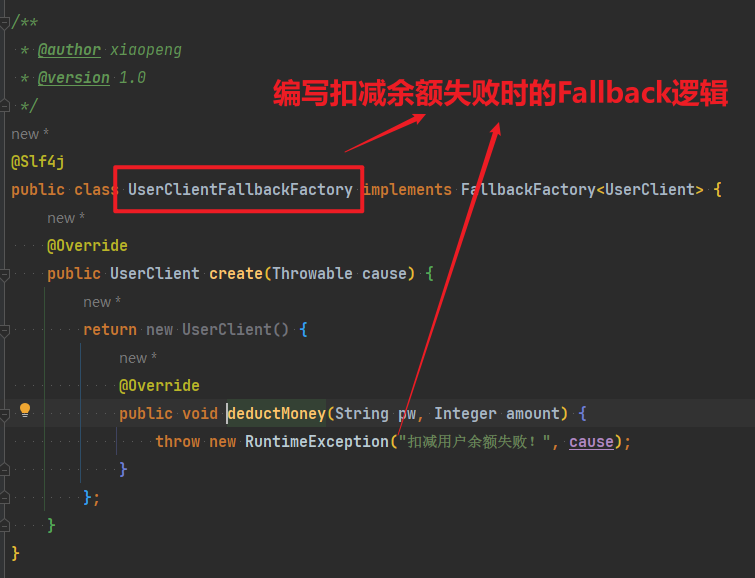 /**
* @author xiaopeng
* @version 1.0
*/
编写扣减余额失败时的Fallback逻辑
new *
@Slf4j
public class UserClientFallbackFactory implements FallbackFactory<UserClient> {
new *
@Override
public UserClient create(Throwable cause) {
new *
return new UserClient() {
new *
@Override
public void deductMoney(String pw, Integer amount) {
throw new RuntimeException("扣减用户余额失败!", cause);
}
};
}
}